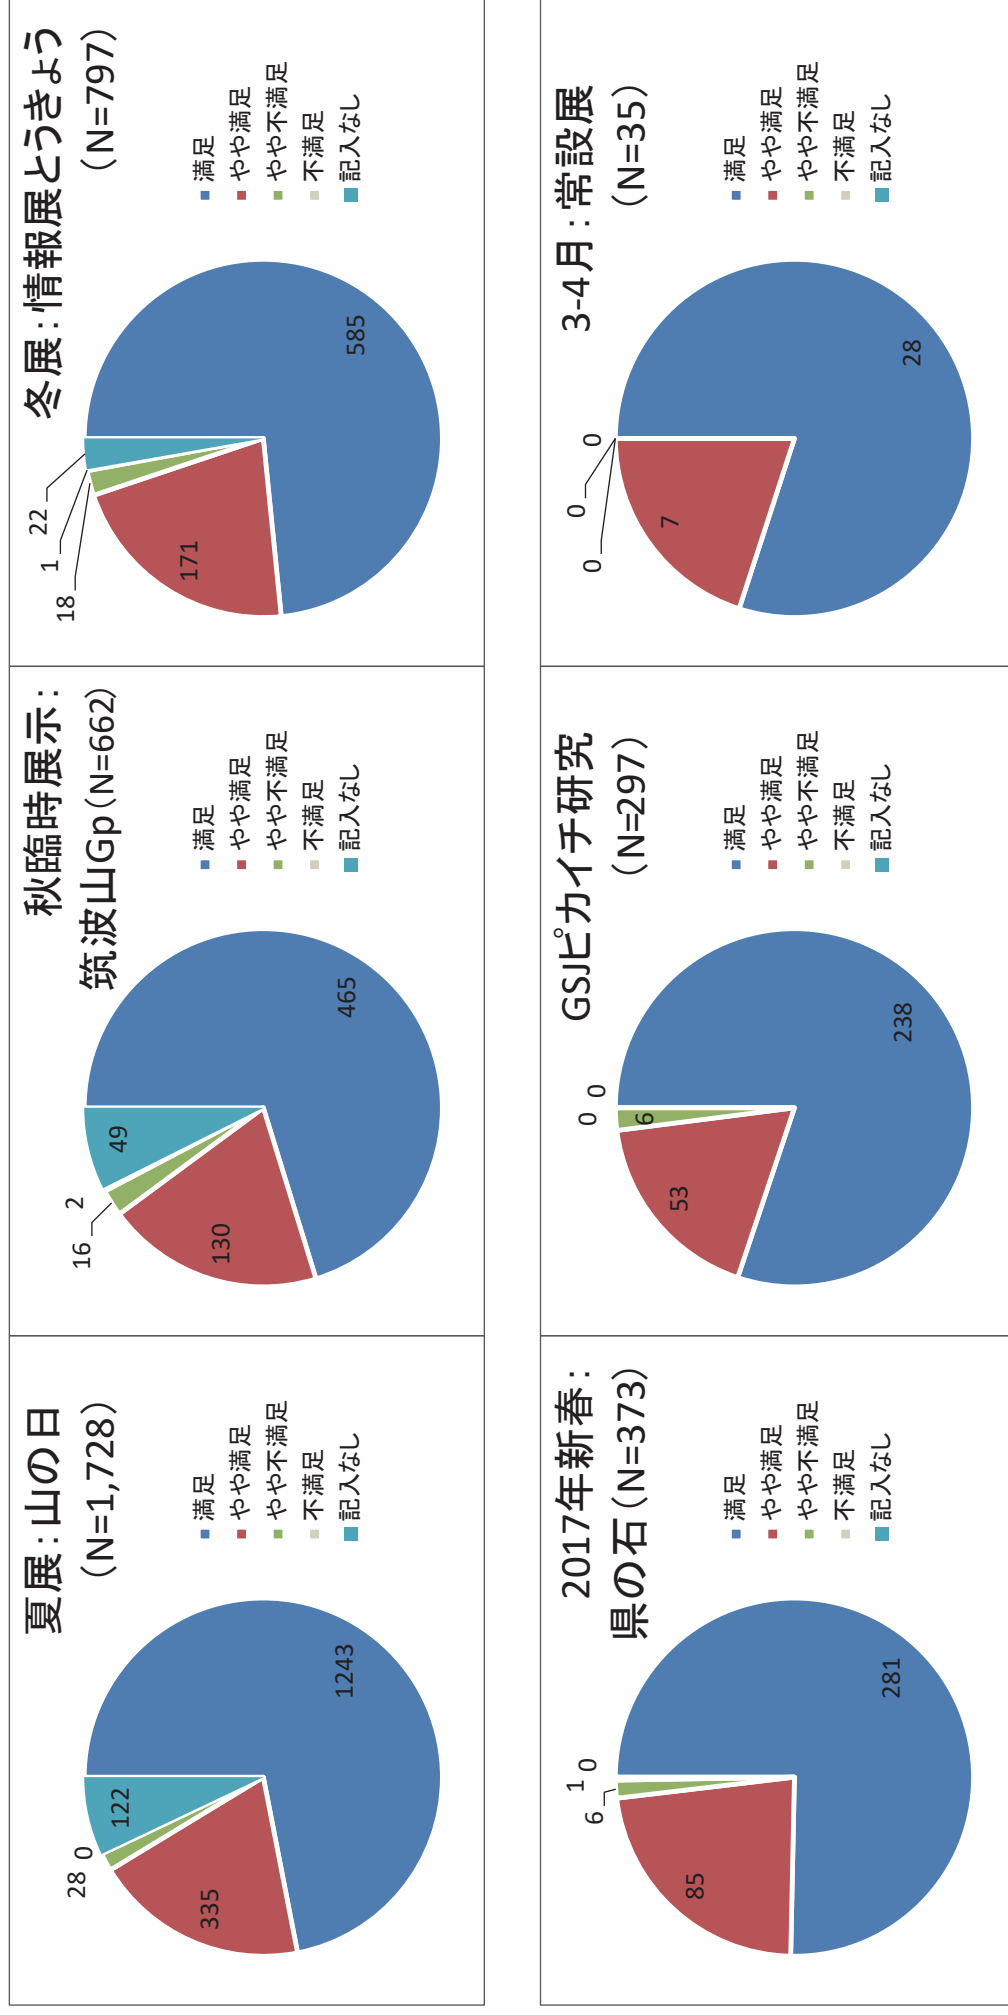 夏展：山の日
（N=1,728）
1243
335
28
0
122
満足
やや満足
やや不満足
不満足
記入なし
秋臨時展示：
筑波山Gp（N=662）
465
130
16
2
49
満足
やや満足
やや不満足
不満足
記入なし
冬展：情報展とうきょう
（N=797）
585
171
18
1
22
満足
やや満足
やや不満足
不満足
記入なし
2017年新春：
県の石（N=373）
281
85
6
1
0
満足
やや満足
やや不満足
不満足
記入なし
GSJピカイチ研究
（N=297）
238
53
6
0
0
満足
やや満足
やや不満足
不満足
記入なし
3-4月：常設展
（N=35）
28
7
0
0
0
満足
やや満足
やや不満足
不満足
記入なし